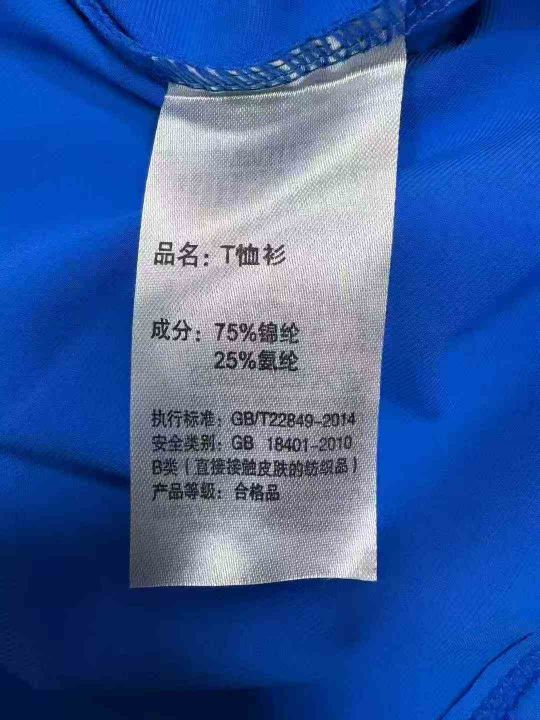 品名：T恤衫
成分：75%锦纶
25%氨纶
执行标准：GB/T22849-2014
安全类别：GB 18401-2010
B类（直接接触皮肤的纺织品）
产品等级：合格品